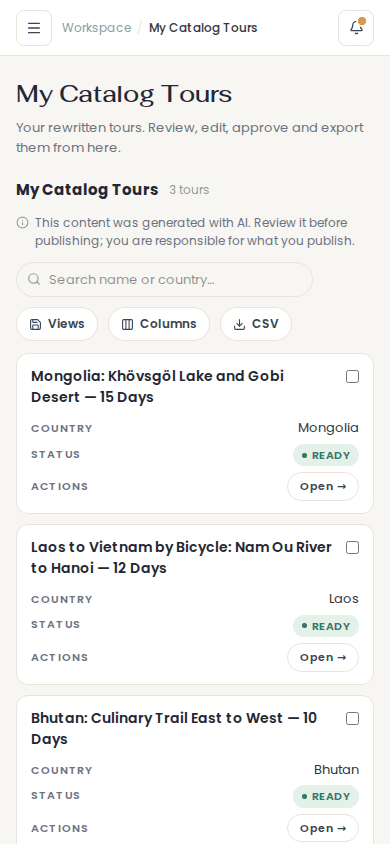 Workspace / My Catalog Tours
My Catalog Tours
Your rewritten tours. Review, edit, approve and export
them from here.
My Catalog Tours 3 tours
This content was generated with AI. Review it before
publishing; you are responsible for what you publish.
Search name or country...
Views Columns CSV
Mongolia: Khövsgöl Lake and Gobi
Desert — 15 Days
COUNTRY Mongolia
STATUS READY
ACTIONS Open →
Laos to Vietnam by Bicycle: Nam Ou River
to Hanoi — 12 Days
COUNTRY Laos
STATUS READY
ACTIONS Open →
Bhutan: Culinary Trail East to West — 10
Days
COUNTRY Bhutan
STATUS READY
ACTIONS Open →